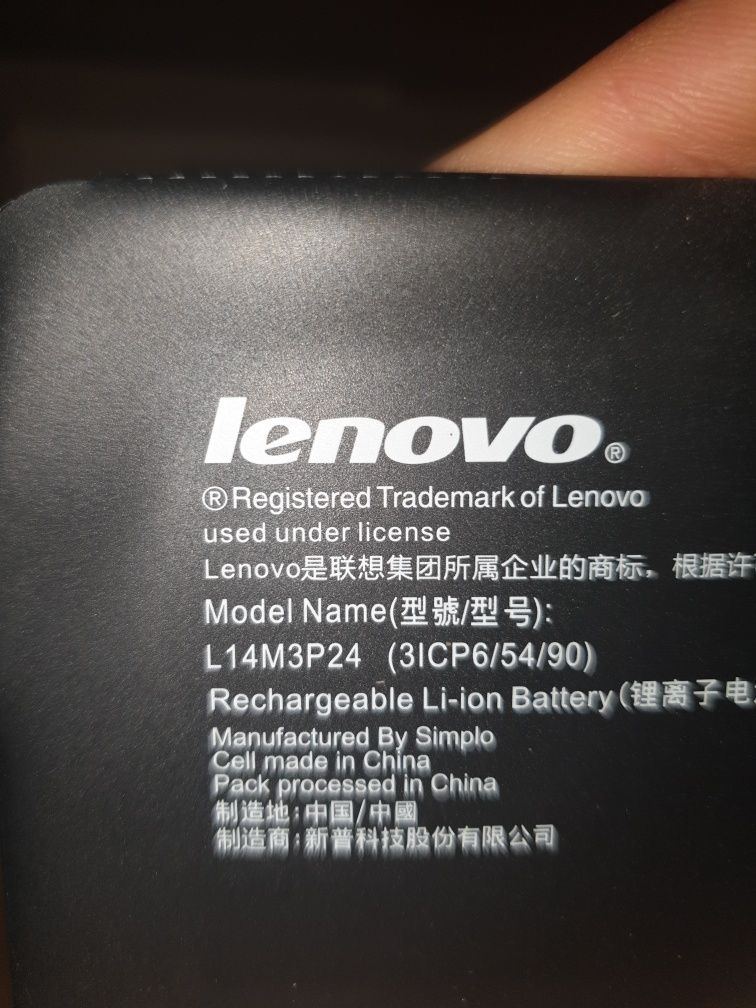 lenovo®
®Registered Trademark of Lenovo
used under license
Lenovo是联想集团所属企业的商标，根据许
Model Name(型號/型号):
L14M3P24 (3ICP6/54/90)
Rechargeable Li-ion Battery(锂离子电
Manufactured By Simplo
Cell made in China
Pack processed in China
制造地:中国/中國
制造商:新普科技股份有限公司